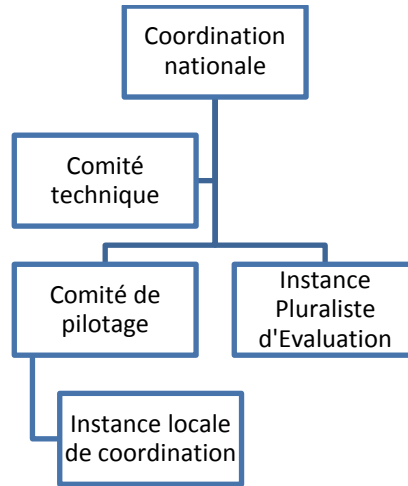 Coordination
nationale
Comité
technique
Comité de
pilotage
Instance
Pluraliste
d'Evaluation
Instance locale
de coordination